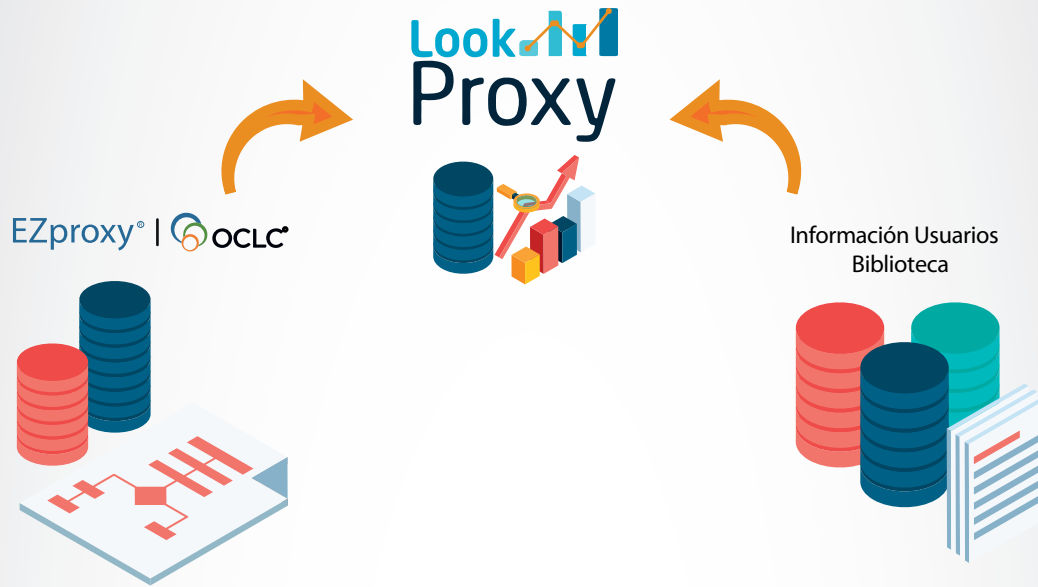 Look
Proxy
EZproxy® | OCLC®
Información Usuarios
Biblioteca